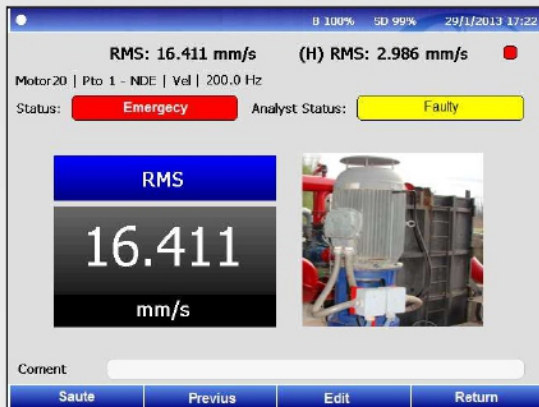 B 100% SD 99% 29/1/2013 17:22
RMS: 16.411 mm/s (H) RMS: 2.986 mm/s
Motor20 | Pto 1 - NDE | Vel | 200.0 Hz
Status: Emergecy Analyst Status: Faulty
RMS
16.411
mm/s
Coment
Saute Previus Edit Return